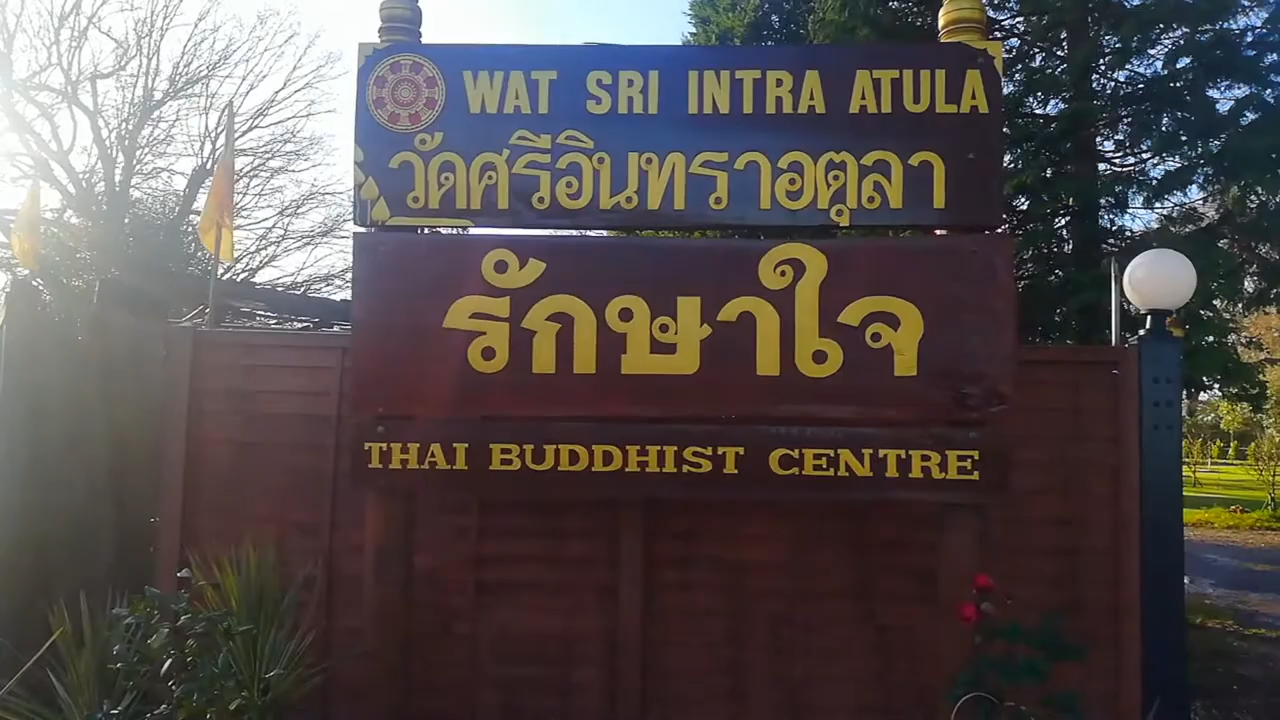 WAT SRI INTRA ATULA
วัดศรีอินทราอตุลา
รักษาใจ
THAI BUDDHIST CENTRE